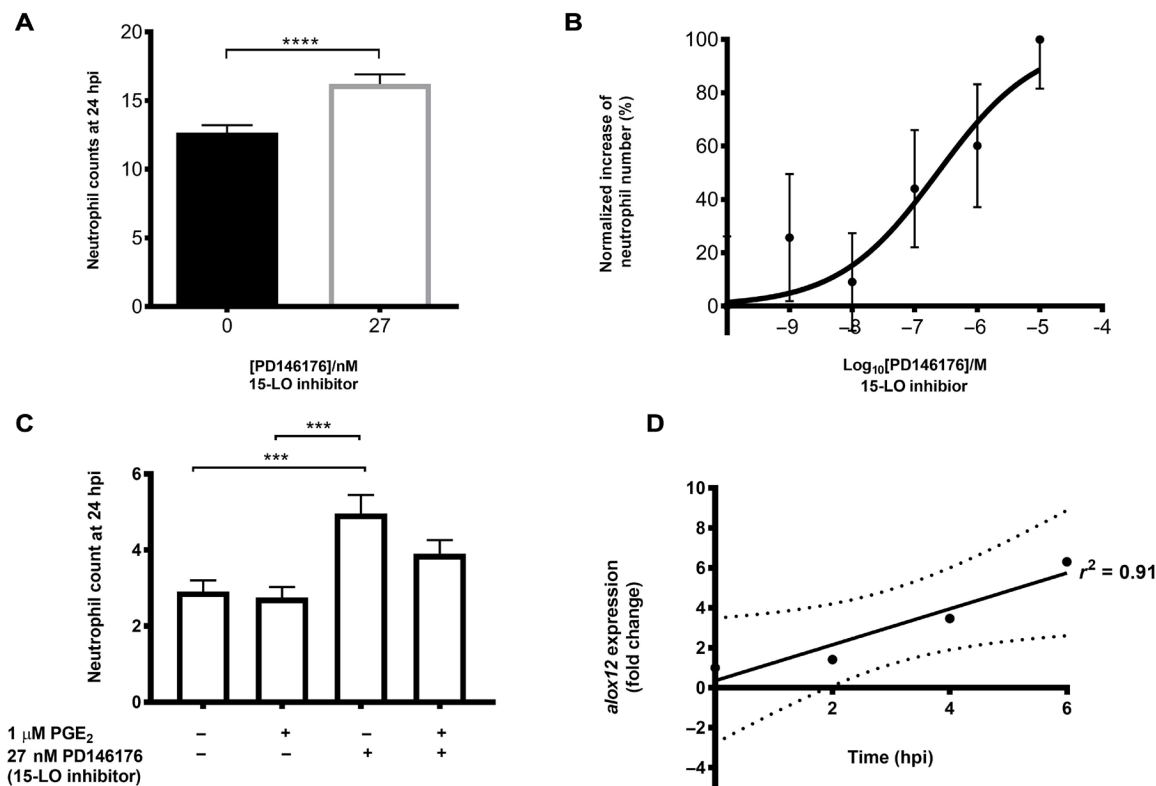 A
****
Neutrophil counts at 24 hpi
20
15
10
5
0
0
27
[PD146176]/nM
15-LO inhibitor
B
Normalized increase of
neutrophil number (%)
100
80
60
40
20
0
–9
–8
–7
–6
–5
-4
Log10[PD146176]/M
15-LO inhibior
C
***
***
Neutrophil count at 24 hpi
6
4
2
0
1 μM PGE2
– + – +
27 nM PD146176
– – + +
(15-LO inhibitor)
D
alox12 expression
(fold change)
10
8
6
4
2
0
–2
–4
2
4
6
r2 = 0.91
Time (hpi)